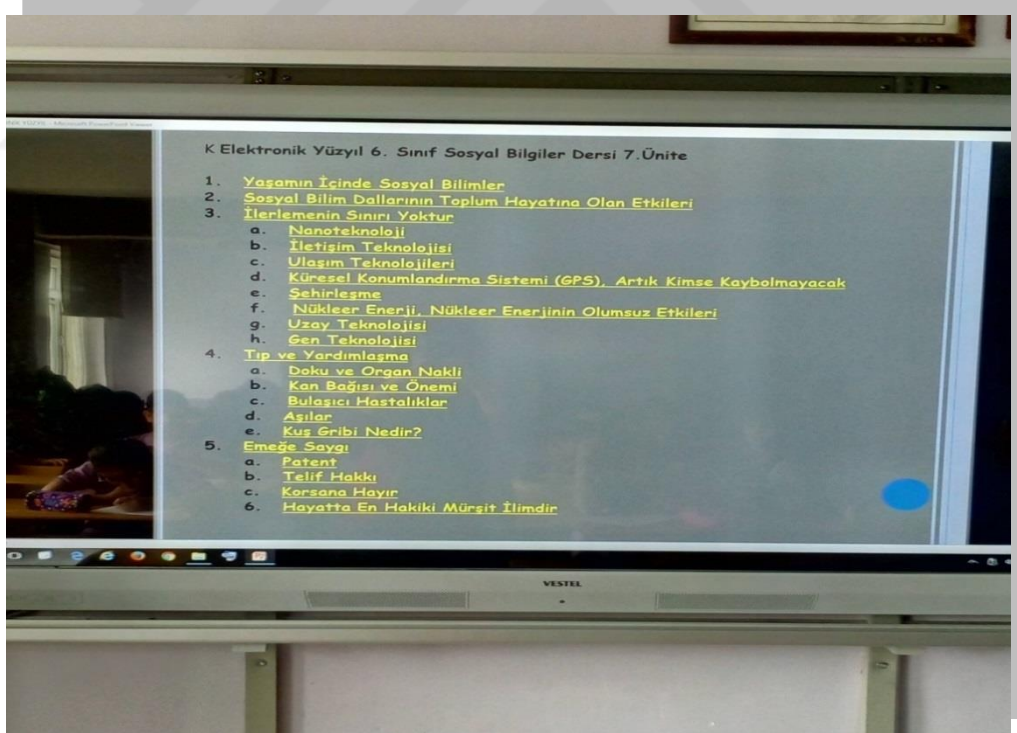 K Elektronik Yüzyıl 6. Sınıf Sosyal Bilgiler Dersi 7.Ünite
1. Yaşamın İçinde Sosyal Bilimler
2. Sosyal Bilim Dallarının Toplum Hayatına Olan Etkileri
3. İlerlemenin Sınırı Yoktur
a. Nanoteknoloji
b. İletişim Teknolojisi
c. Ulaşım Teknolojileri
d. Küresel Konumlandırma Sistemi (GPS), Artık Kimse Kaybolmayacak
e. Şehirleşme
f. Nükleer Enerji, Nükleer Enerjinin Olumsuz Etkileri
g. Uzay Teknolojisi
h. Gen Teknolojisi
4. Tıp ve Yardımlaşma
a. Doku ve Organ Nakli
b. Kan Bağışı ve Önemi
c. Bulaşıcı Hastalıklar
d. Aşılar
e. Kuş Gribi Nedir?
5. Emeğe Saygı
a. Patent
b. Telif Hakkı
c. Korsana Hayır
6. Hayatta En Hakiki Mürşit İlimdir
VESTEL